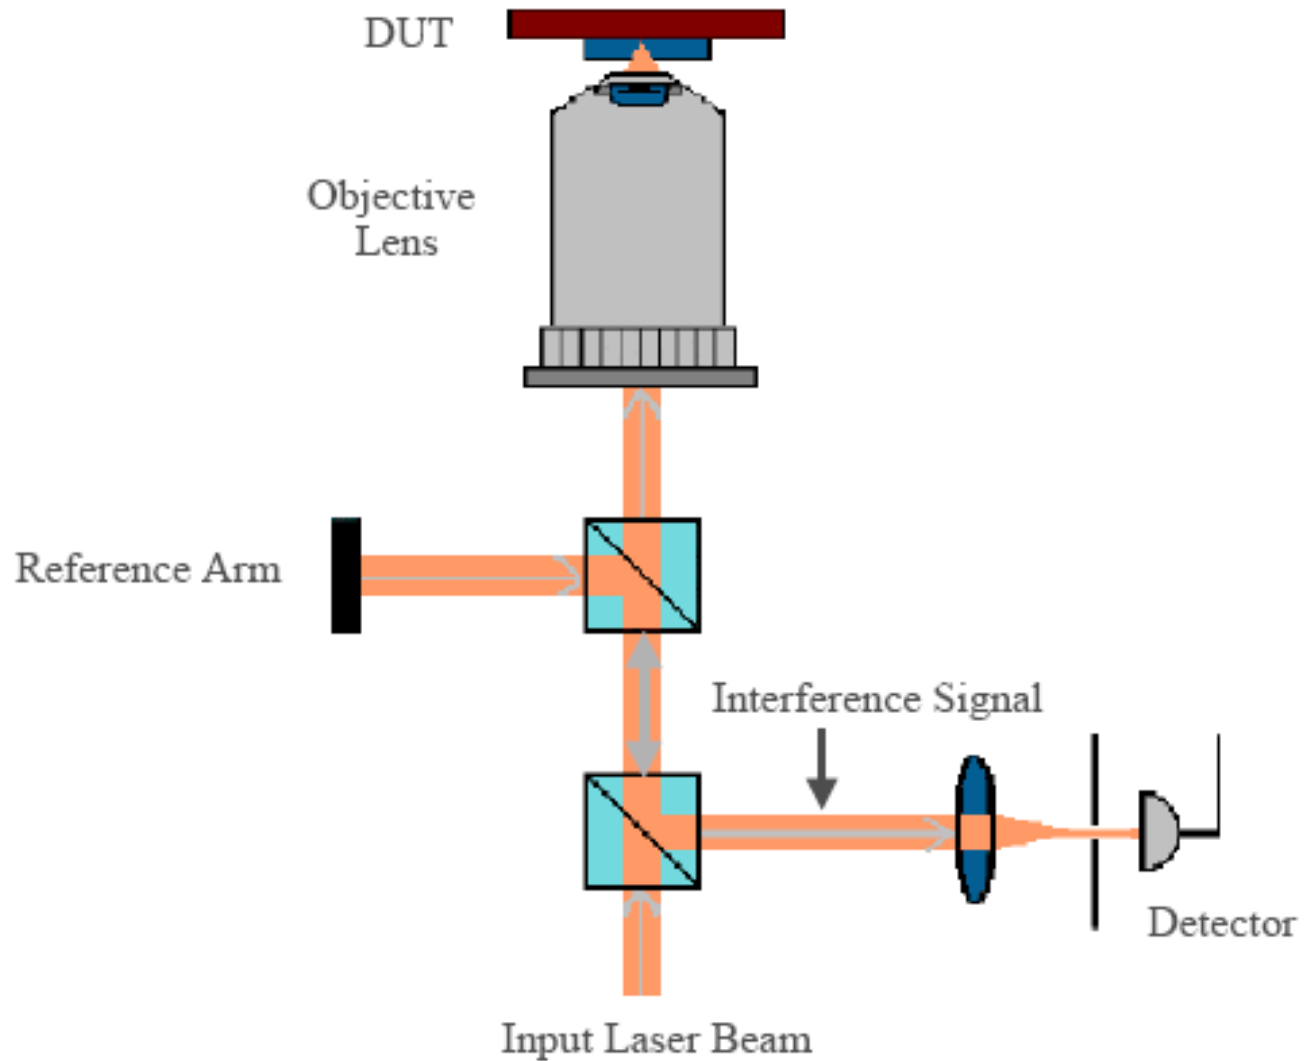 DUT
Objective
Lens
Reference Arm
Interference Signal
Detector
Input Laser Beam